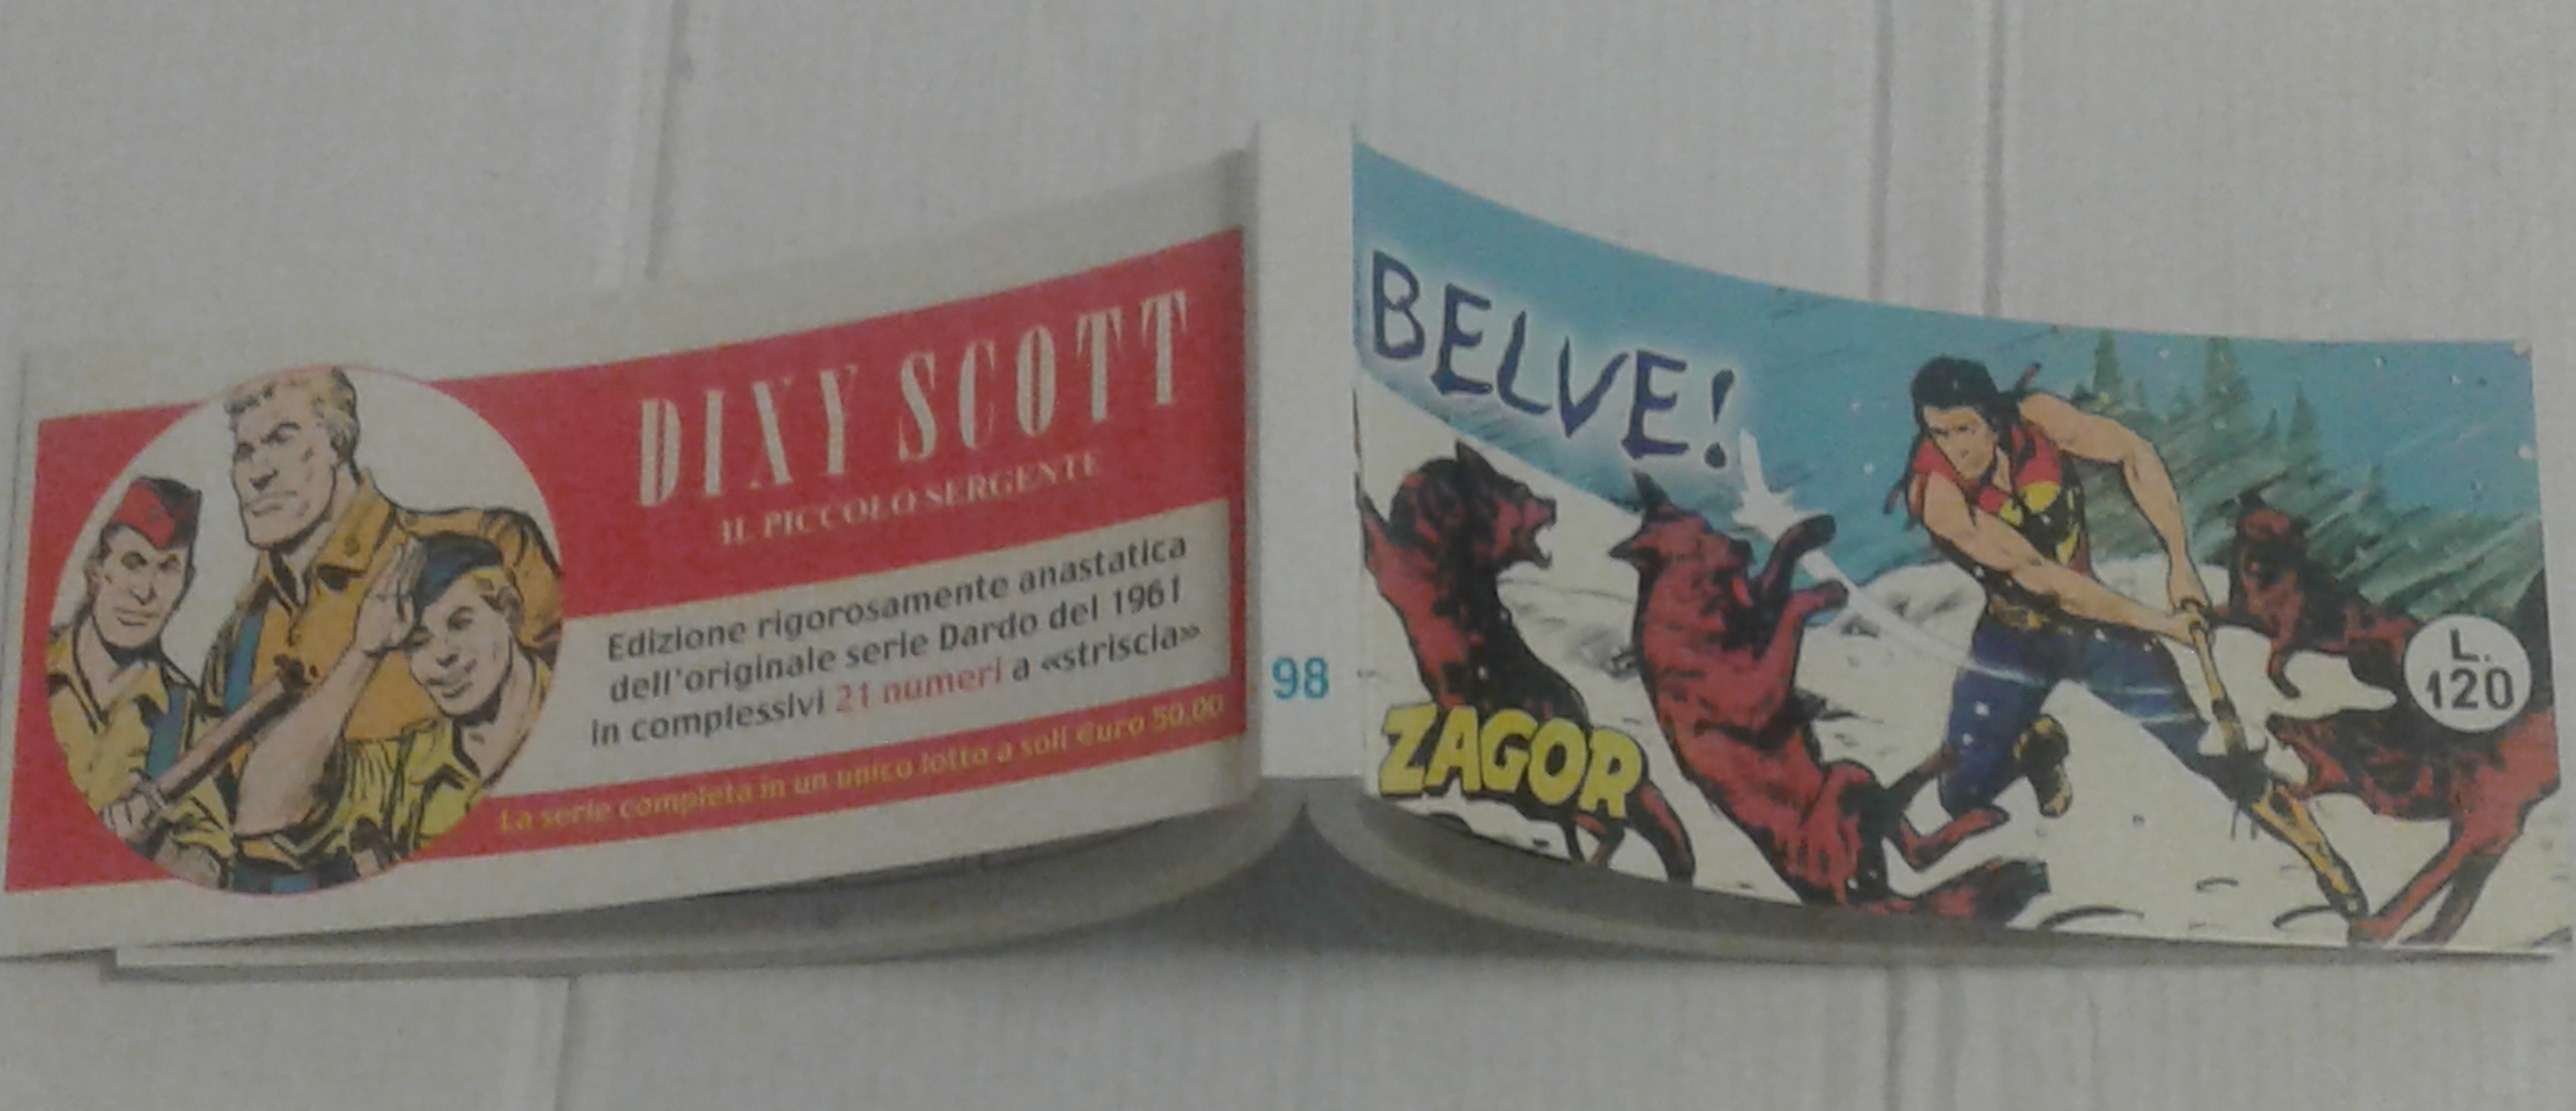 DIXY SCOTT
IL PICCOLO SERGENTE
Edizione rigorosamente anastatica
dell'originale serie Dardo del 1961
in complessivi 21 numeri a «striscia»
La serie completa in un unico lotto a soli €uro 50,00
98
BELVE!
ZAGOR
L.
120